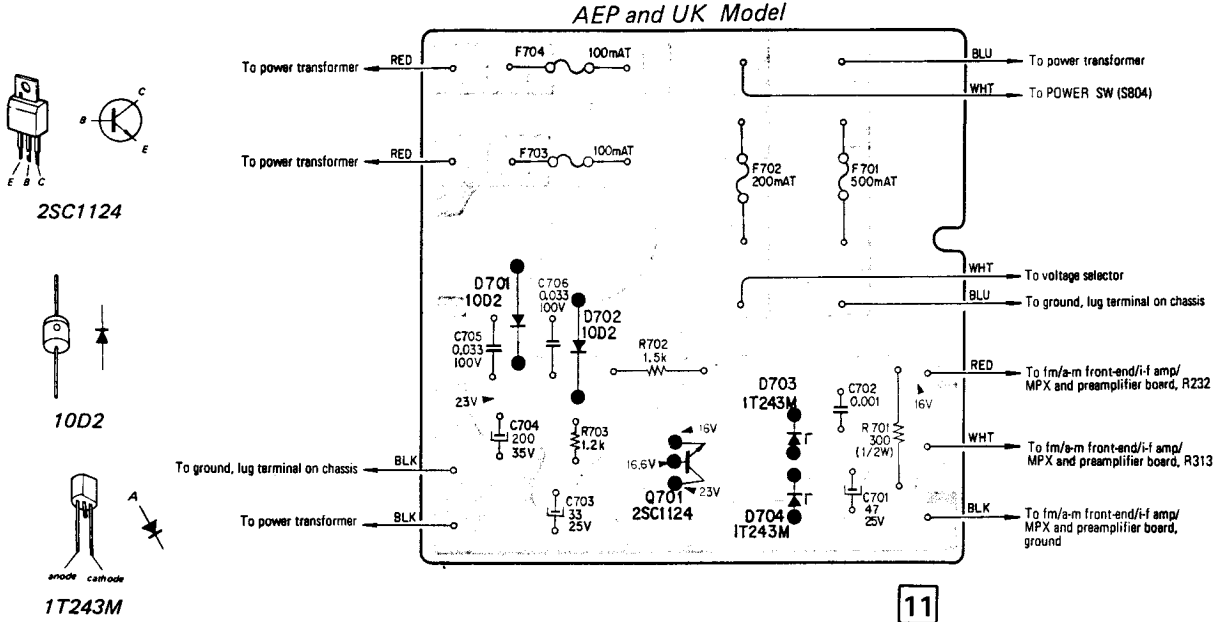 AEP and UK Model
C
B
E
E B C
2SC1124
10D2
A
anode cathode
1T243M
To power transformer
RED
F704
100mAT
To power transformer
RED
F703
100mAT
BLU
To power transformer
WHT
To POWER SW (S804)
F702
200mAT
F701
500mAT
WHT
To voltage selector
BLU
To ground, lug terminal on chassis
D701
10D2
C706
0.033
100V
D702
10D2
C705
0.033
100V
R702
1.5k
23V
C704
200
35V
R703
1.2k
D703
1T243M
C702
0.001
16V
R701
300
(1/2W)
RED
To fm/a-m front-end/i-f amp/
MPX and preamplifier board, R232
WHT
To fm/a-m front-end/i-f amp/
MPX and preamplifier board, R313
To ground, lug terminal on chassis
BLK
16V
16.6V
23V
Q701
2SC1124
C703
33
25V
D704
1T243M
C701
47
25V
To power transformer
BLK
BLK
To fm/a-m front-end/i-f amp/
MPX and preamplifier board,
ground
11